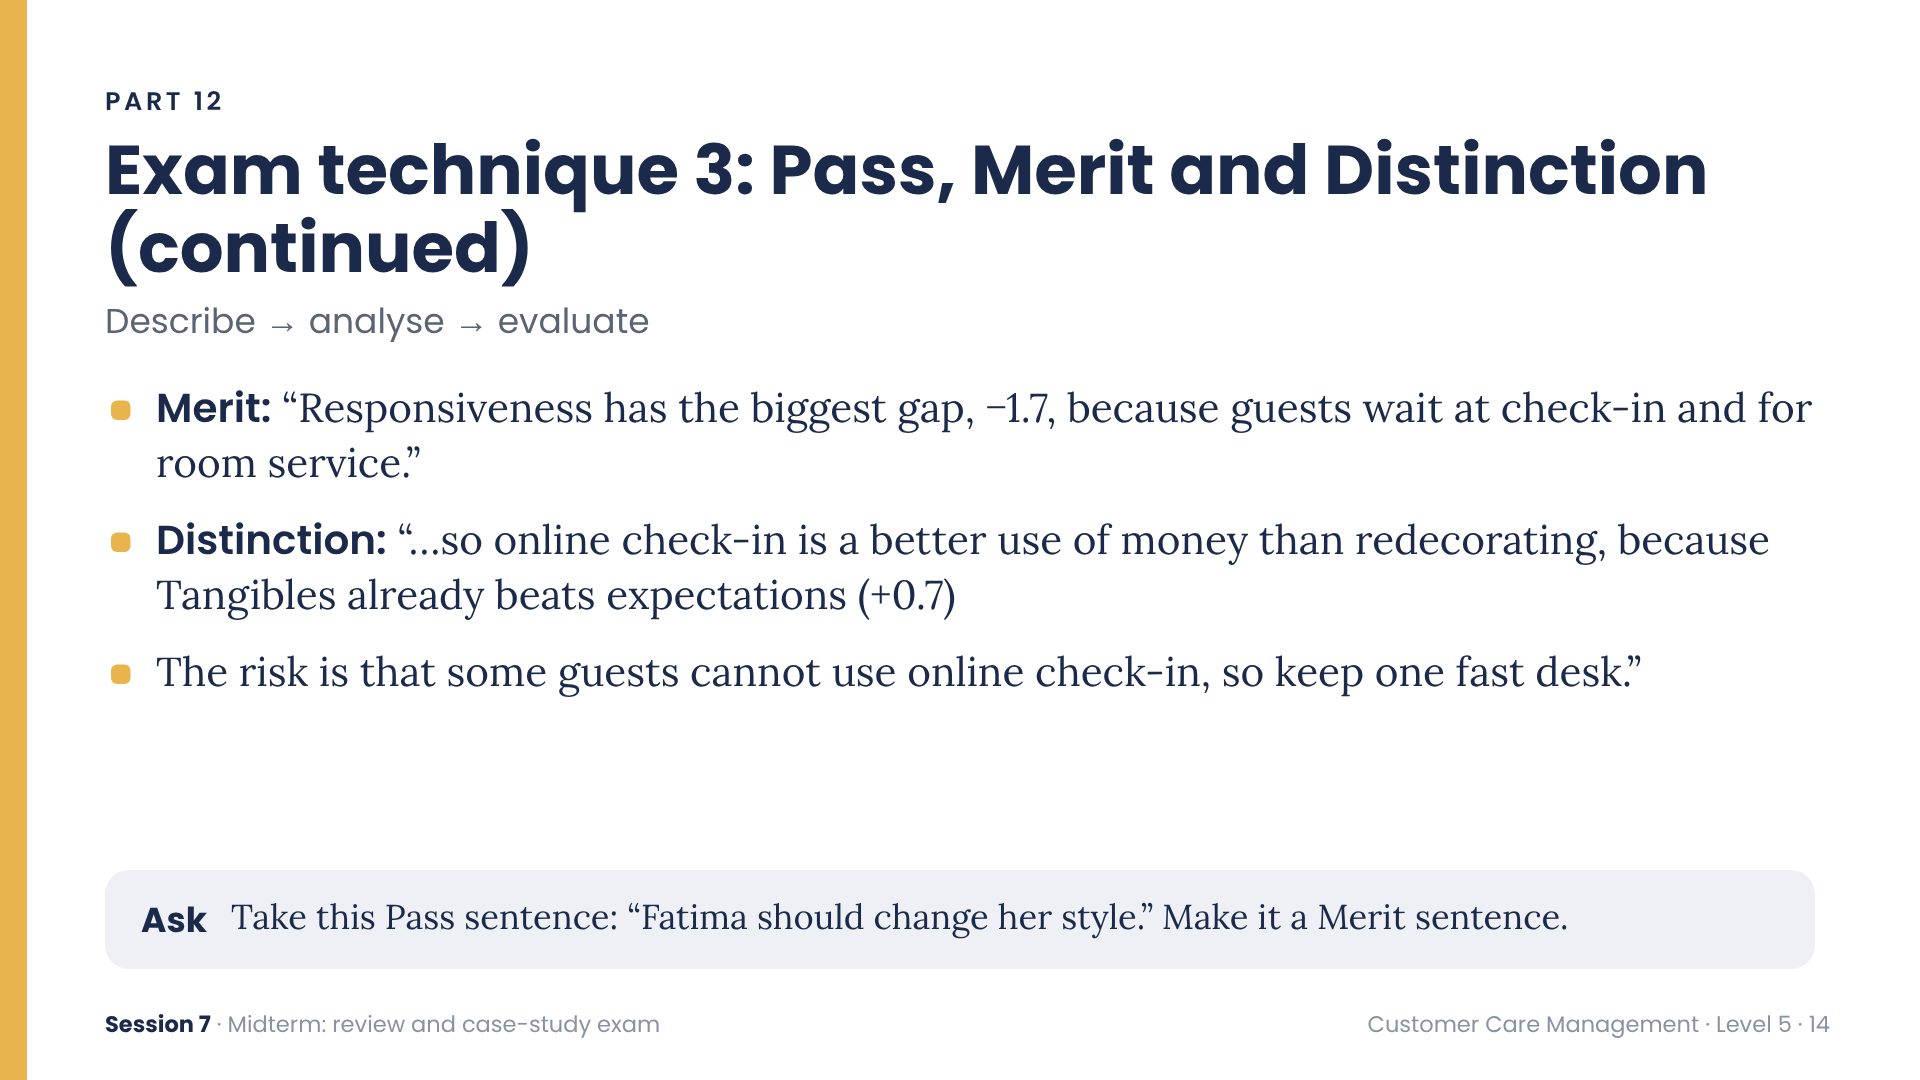 PART 12
Exam technique 3: Pass, Merit and Distinction
(continued)
Describe → analyse → evaluate
Merit: “Responsiveness has the biggest gap, −1.7, because guests wait at check-in and for
room service.”
Distinction: “…so online check-in is a better use of money than redecorating, because
Tangibles already beats expectations (+0.7)
The risk is that some guests cannot use online check-in, so keep one fast desk.”
Ask Take this Pass sentence: “Fatima should change her style.” Make it a Merit sentence.
Session 7 · Midterm: review and case-study exam
Customer Care Management · Level 5 · 14